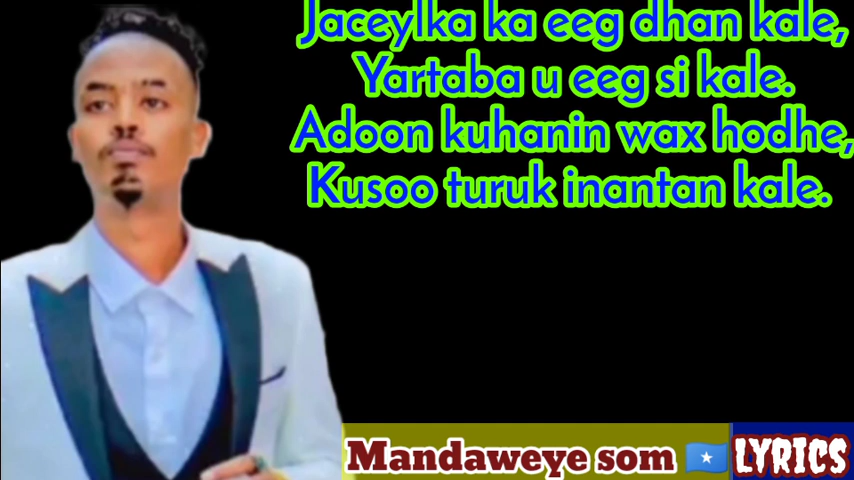 Jaceylka ka eeg dhan kale,
Yartaba u eeg si kale.
Adoon kuhanin wax hodhe,
Kusoo turuk inantan kale.
Mandaweye som LYRICS